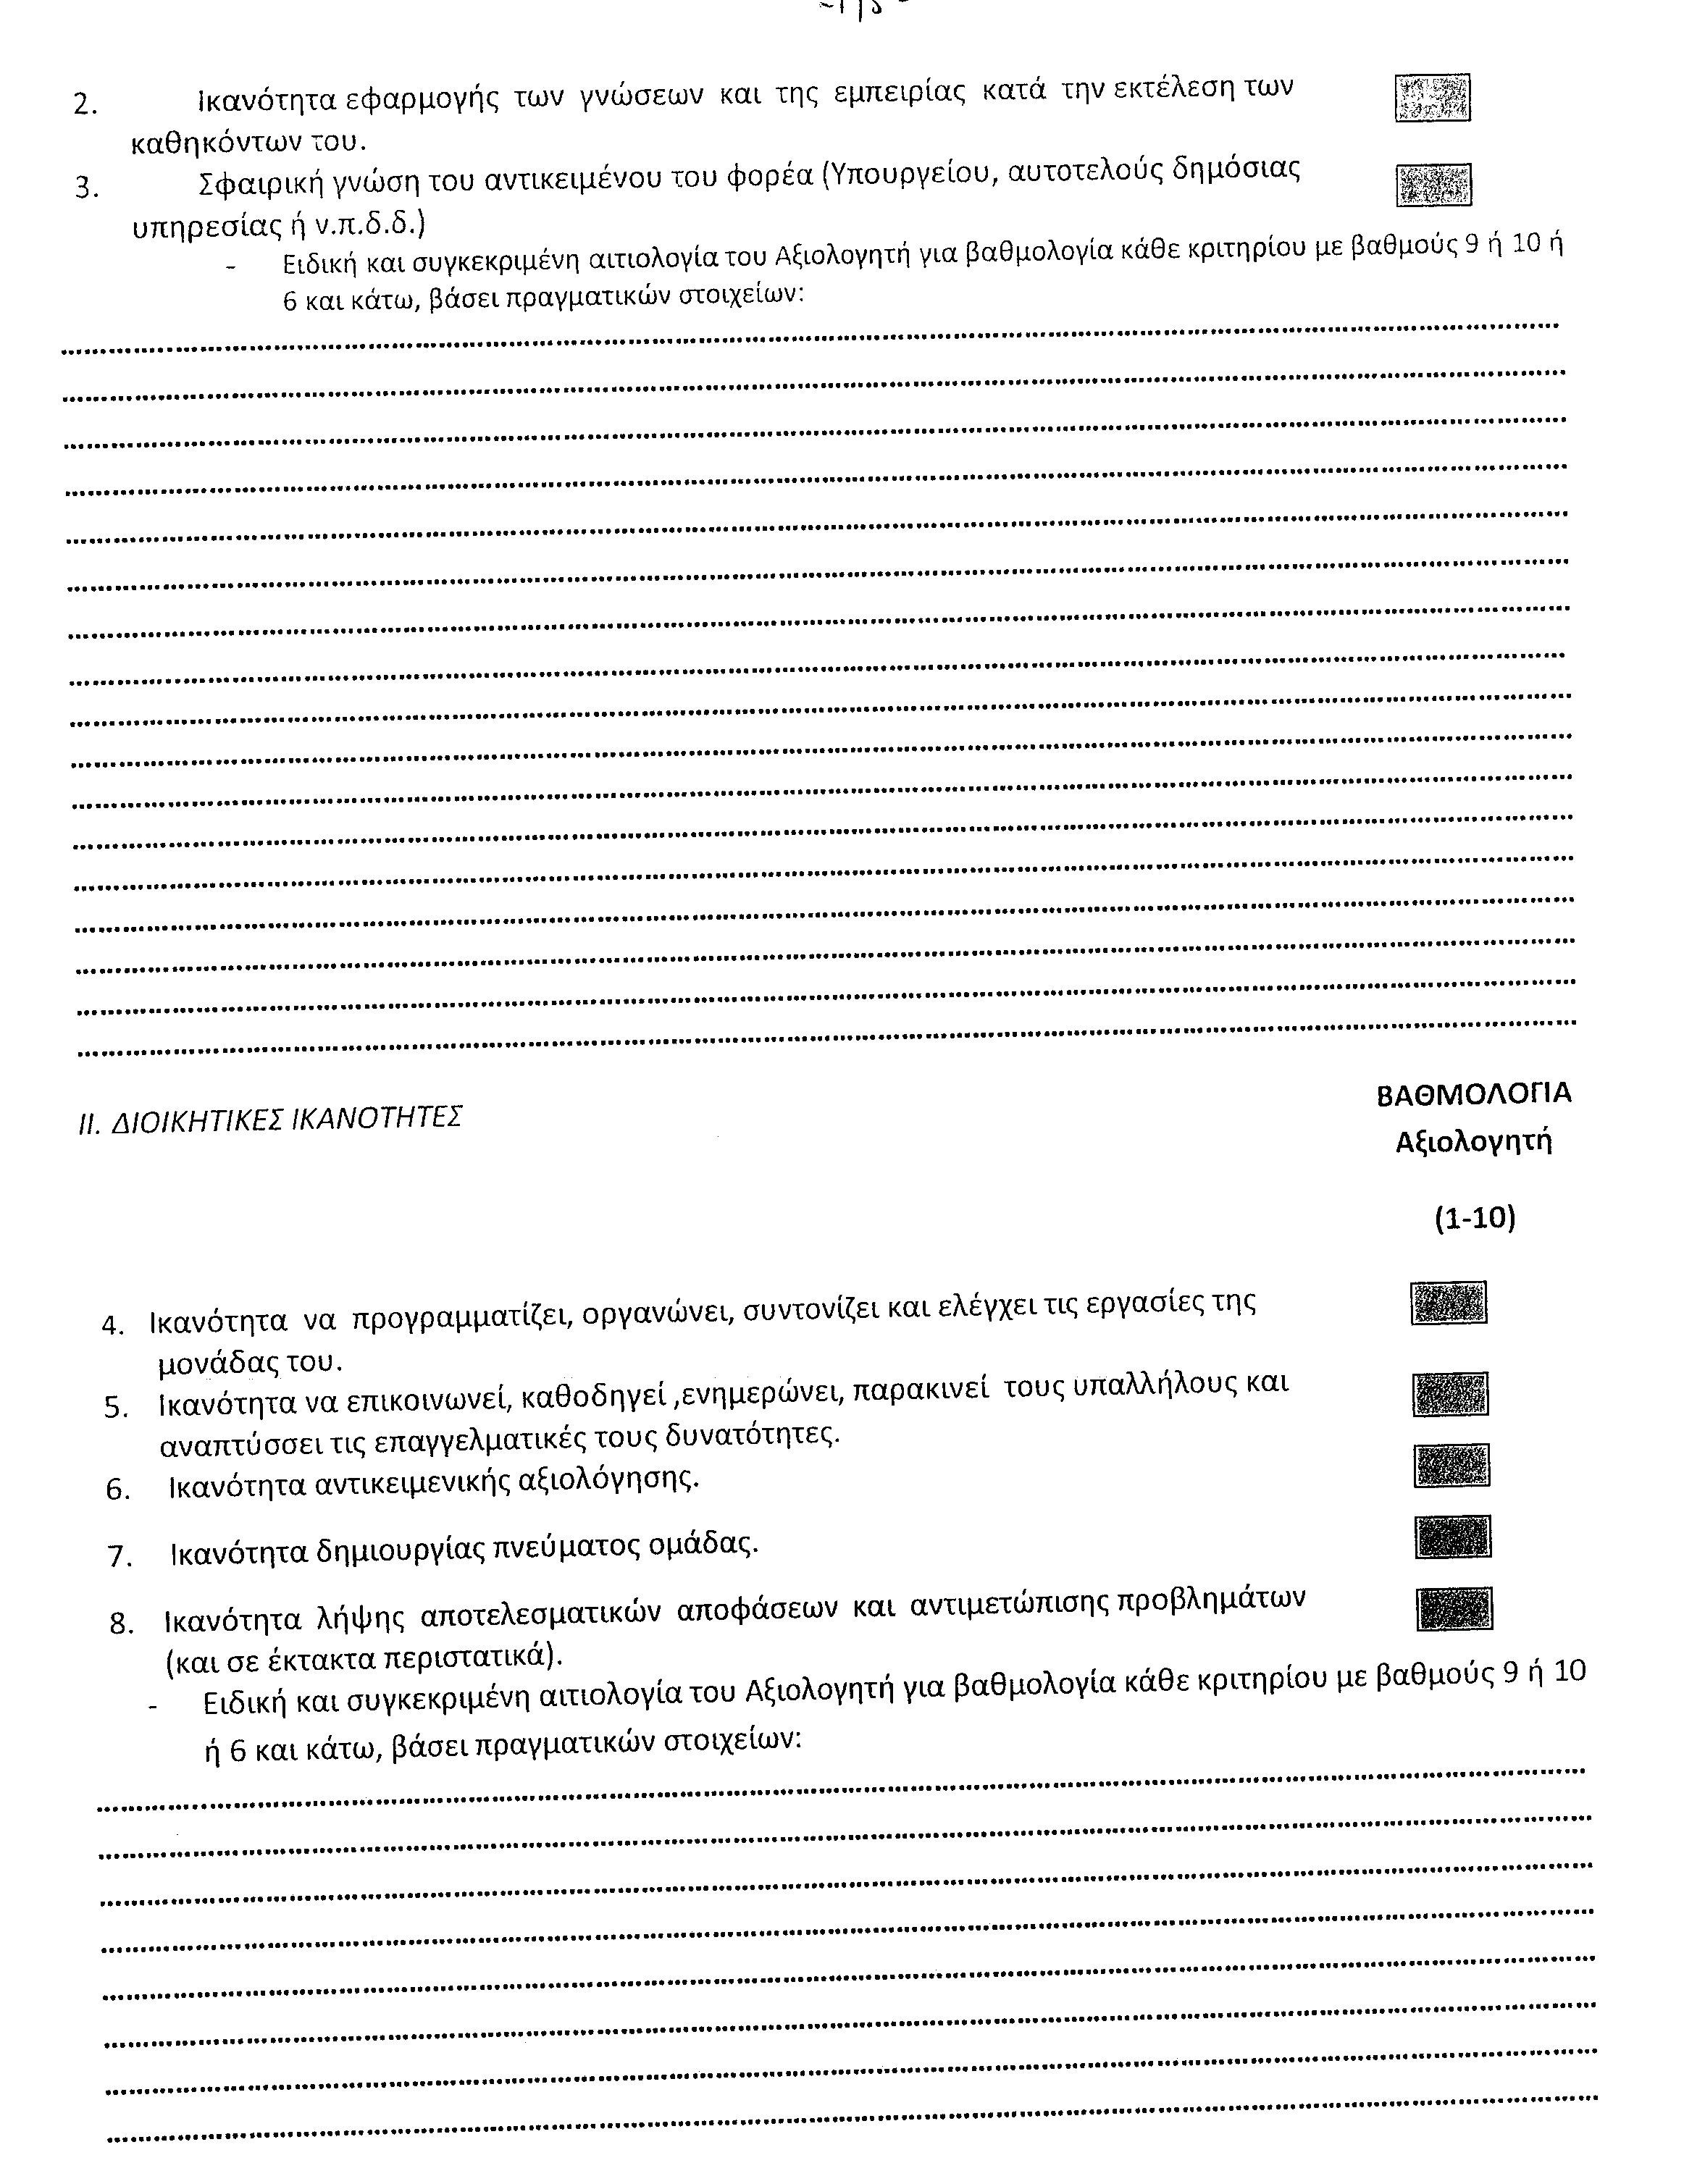 2. Ικανότητα εφαρμογής των γνώσεων και της εμπειρίας κατά την εκτέλεση των
καθηκόντων του.
3. Σφαιρική γνώση του αντικειμένου του φορέα (Υπουργείου, αυτοτελούς δημόσιας
υπηρεσίας ή ν.π.δ.δ.)
- Ειδική και συγκεκριμένη αιτιολογία του Αξιολογητή για βαθμολογία κάθε κριτηρίου με βαθμούς 9 ή 10 ή
6 και κάτω, βάσει πραγματικών στοιχείων:
ΙΙ. ΔΙΟΙΚΗΤΙΚΕΣ ΙΚΑΝΟΤΗΤΕΣ
ΒΑΘΜΟΛΟΓΙΑ
Αξιολογητή
(1-10)
4. Ικανότητα να προγραμματίζει, οργανώνει, συντονίζει και ελέγχει τις εργασίες της
μονάδας του.
5. Ικανότητα να επικοινωνεί, καθοδηγεί ,ενημερώνει, παρακινεί τους υπαλλήλους και
αναπτύσσει τις επαγγελματικές τους δυνατότητες.
6. Ικανότητα αντικειμενικής αξιολόγησης.
7. Ικανότητα δημιουργίας πνεύματος ομάδας.
8. Ικανότητα λήψης αποτελεσματικών αποφάσεων και αντιμετώπισης προβλημάτων
(και σε έκτακτα περιστατικά).
- Ειδική και συγκεκριμένη αιτιολογία του Αξιολογητή για βαθμολογία κάθε κριτηρίου με βαθμούς 9 ή 10
ή 6 και κάτω, βάσει πραγματικών στοιχείων: